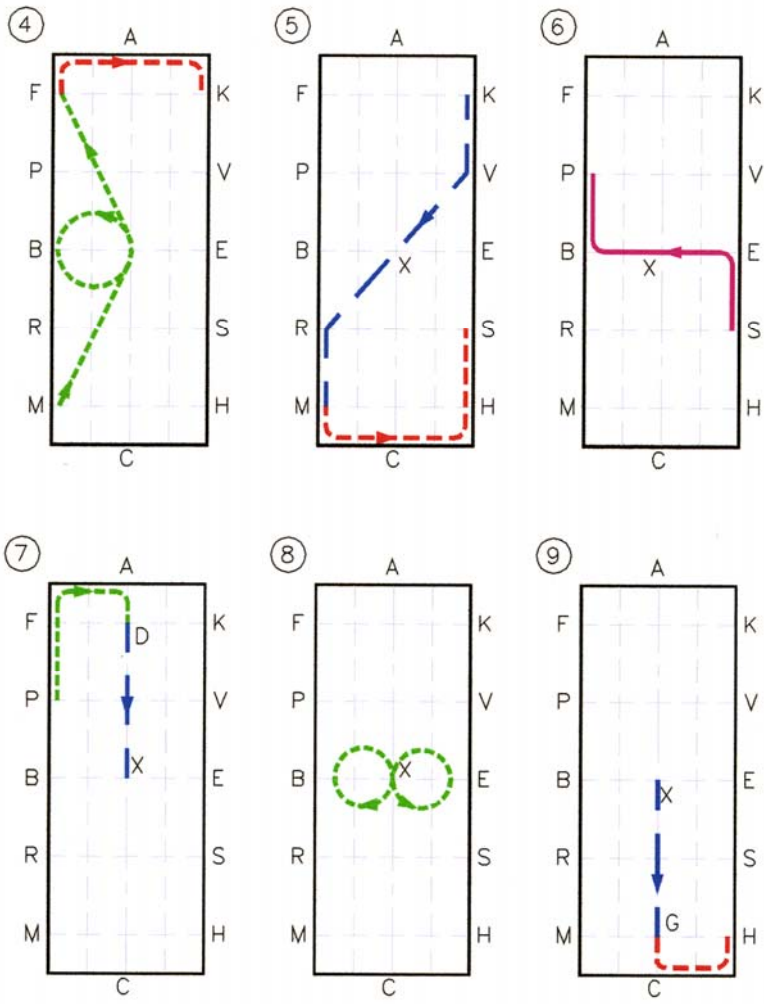 4 A 5 A 6 A
F K F K F K
P V P V P V
B E B E B E
X X
R S R S R S
M H M H M H
C C C
7 A 8 A 9 A
F K F K F K
D
P V P V P V
B X E B X E B E
X
R S R S R S
M H M H M G H
C C C